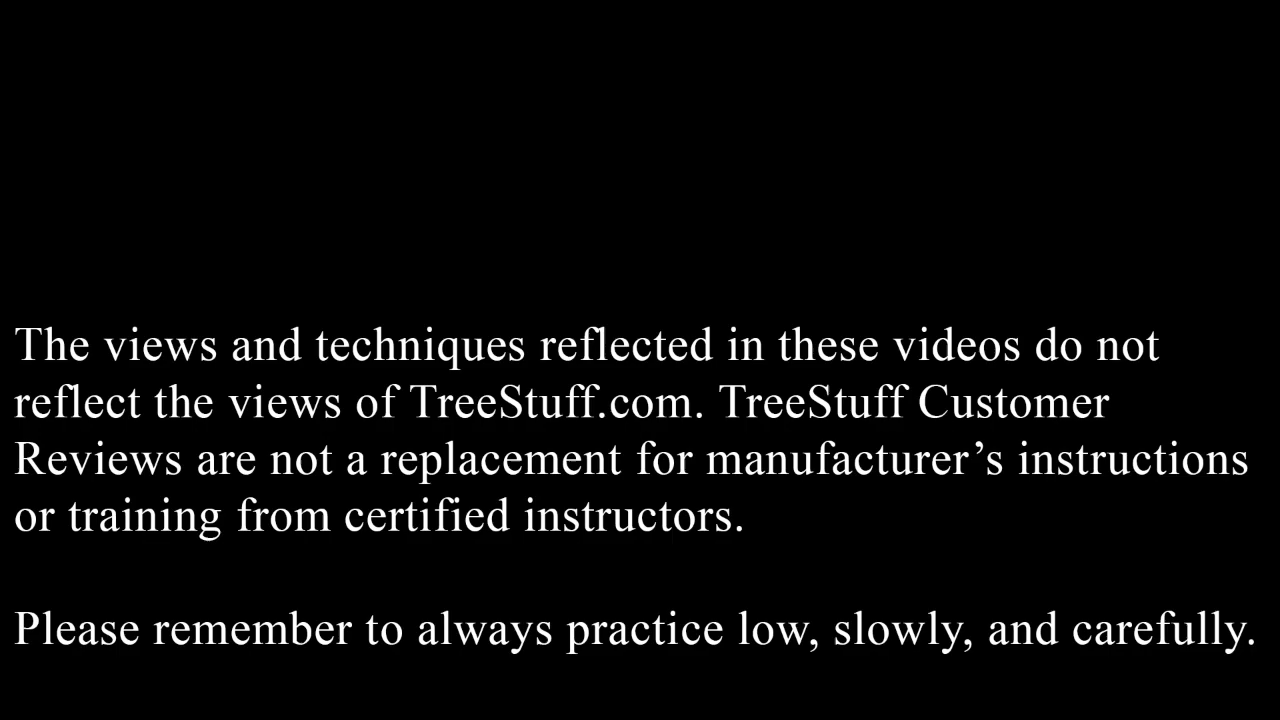 The views and techniques reflected in these videos do not
reflect the views of TreeStuff.com. TreeStuff Customer
Reviews are not a replacement for manufacturer’s instructions
or training from certified instructors.
Please remember to always practice low, slowly, and carefully.